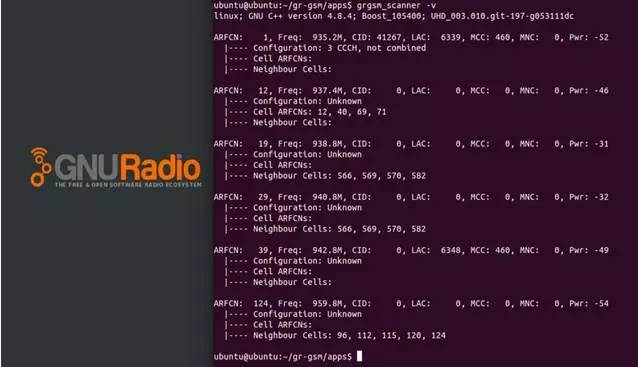 GNURadio
THE FREE & OPEN SOFTWARE RADIO ECOSYSTEM
ubuntu@ubuntu:~/gr-gsm/apps$ grgsm_scanner -v
linux; GNU C++ version 4.8.4; Boost_105400; UHD_003.010.git-197-g053111dc
ARFCN:    1, Freq:  935.2M, CID: 41267, LAC:  6339, MCC: 460, MNC:   0, Pwr: -52
|---- Configuration: 3 CCCH, not combined
|---- Cell ARFCNs:
|---- Neighbour Cells:
ARFCN:   12, Freq:  937.4M, CID:     0, LAC:     0, MCC:   0, MNC:   0, Pwr: -46
|---- Configuration: Unknown
|---- Cell ARFCNs: 12, 40, 69, 71
|---- Neighbour Cells:
ARFCN:   19, Freq:  938.8M, CID:     0, LAC:     0, MCC:   0, MNC:   0, Pwr: -31
|---- Configuration: Unknown
|---- Cell ARFCNs:
|---- Neighbour Cells: 566, 569, 570, 582
ARFCN:   29, Freq:  940.8M, CID:     0, LAC:     0, MCC:   0, MNC:   0, Pwr: -32
|---- Configuration: Unknown
|---- Cell ARFCNs:
|---- Neighbour Cells: 566, 569, 570, 582
ARFCN:   39, Freq:  942.8M, CID:     0, LAC:  6348, MCC: 460, MNC:   0, Pwr: -49
|---- Configuration: Unknown
|---- Cell ARFCNs:
|---- Neighbour Cells:
ARFCN:  124, Freq:  959.8M, CID:     0, LAC:     0, MCC:   0, MNC:   0, Pwr: -54
|---- Configuration: Unknown
|---- Cell ARFCNs:
|---- Neighbour Cells: 96, 112, 115, 120, 124
ubuntu@ubuntu:~/gr-gsm/apps$